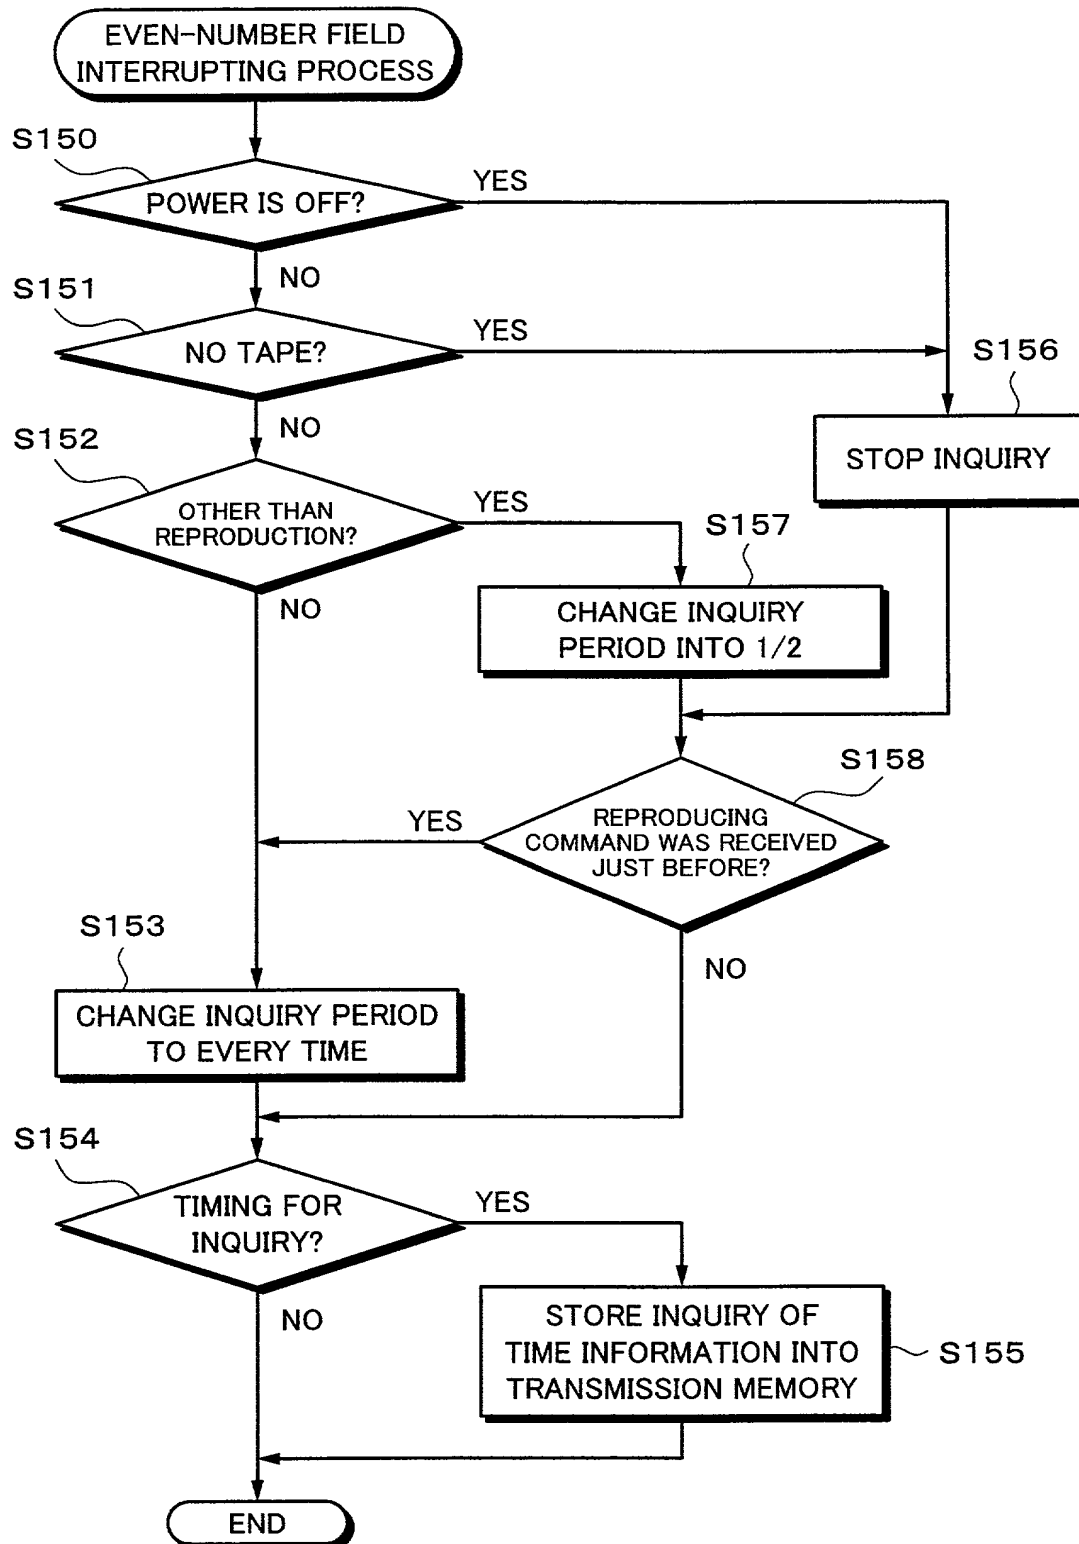 EVEN-NUMBER FIELD
INTERRUPTING PROCESS
S150
POWER IS OFF?
YES
NO
S151
NO TAPE?
YES
S156
STOP INQUIRY
NO
S152
OTHER THAN
REPRODUCTION?
YES
NO
S157
CHANGE INQUIRY
PERIOD INTO 1/2
S158
REPRODUCING
COMMAND WAS RECEIVED
JUST BEFORE?
YES
NO
S153
CHANGE INQUIRY PERIOD
TO EVERY TIME
S154
TIMING FOR
INQUIRY?
YES
NO
STORE INQUIRY OF
TIME INFORMATION INTO
TRANSMISSION MEMORY
S155
END